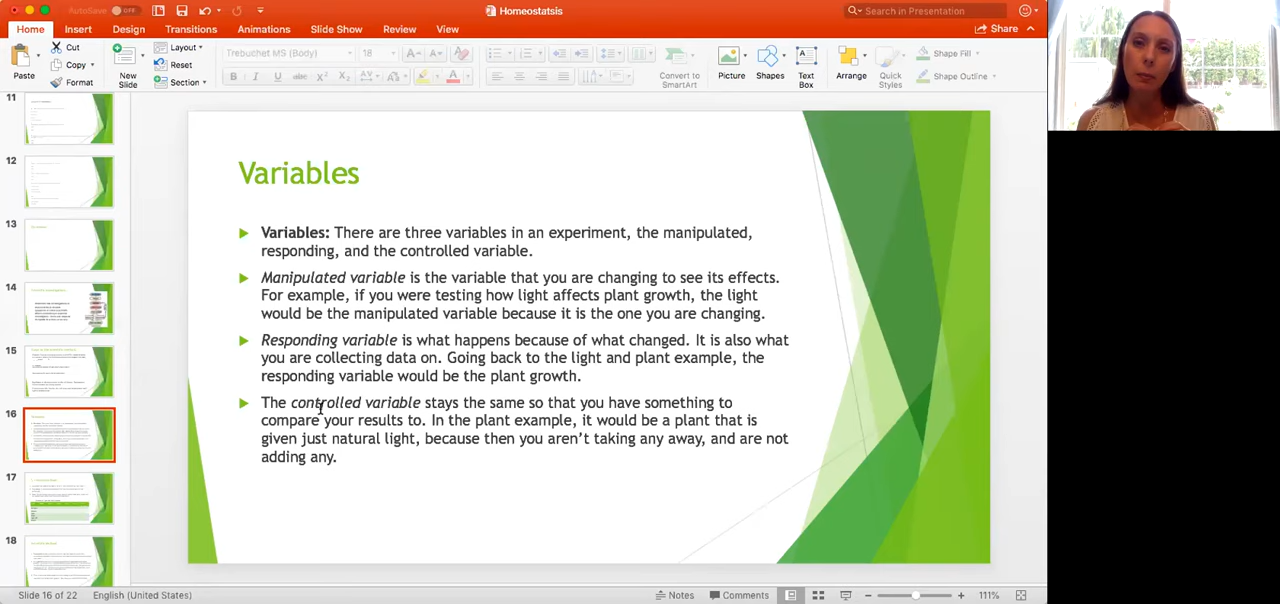 AutoSave OFF
Homeostatsis
Search in Presentation
Home Insert Design Transitions Animations Slide Show Review View
Share
Paste
Cut
Copy
Format
New
Slide
Layout
Reset
Section
Trebuchet MS (Body) 18
Convert to
SmartArt
Picture
Shapes
Text
Box
Arrange
Quick
Styles
Shape Fill
Shape Outline
11
12
13
14
15
16
17
18
Variables
Variables: There are three variables in an experiment, the manipulated,
responding, and the controlled variable.
Manipulated variable is the variable that you are changing to see its effects.
For example, if you were testing how light affects plant growth, the light
would be the manipulated variable because it is the one you are changing.
Responding variable is what happens because of what changed. It is also what
you are collecting data on. Going back to the light and plant example, the
responding variable would be the plant growth.
The controlled variable stays the same so that you have something to
compare your results to. In the plant example, it would be a plant that is
given just natural light, because then you aren't taking any away, and are not
adding any.
Slide 16 of 22 English (United States)
Notes Comments 111%